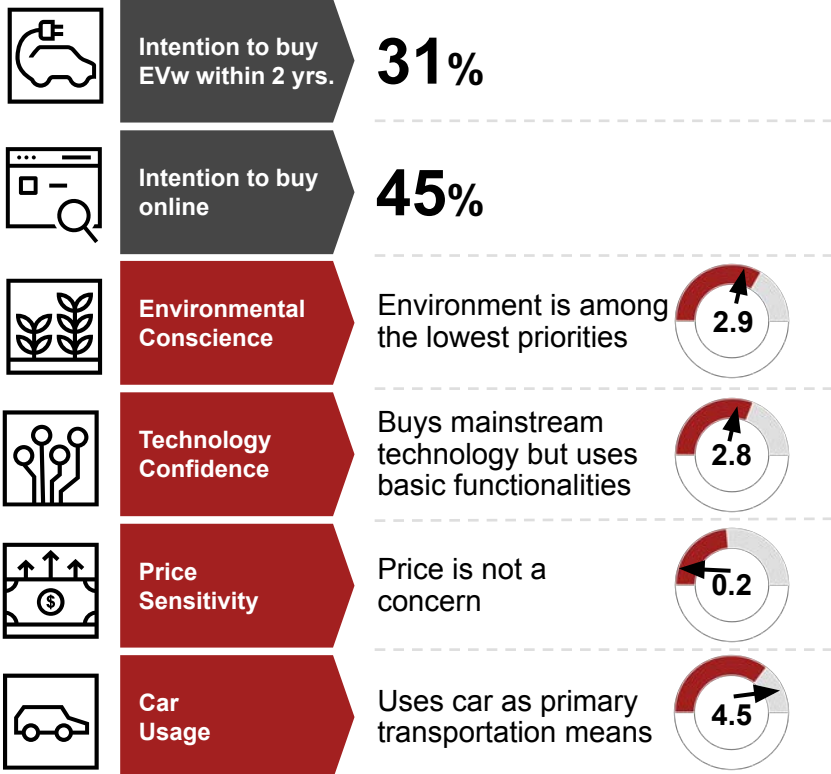 Intention to buy
EVw within 2 yrs.
31%
Intention to buy
online
45%
Environmental
Conscience
Environment is among
the lowest priorities
2.9
Technology
Confidence
Buys mainstream
technology but uses
basic functionalities
2.8
$
Price
Sensitivity
Price is not a
concern
0.2
Car
Usage
Uses car as primary
transportation means
4.5